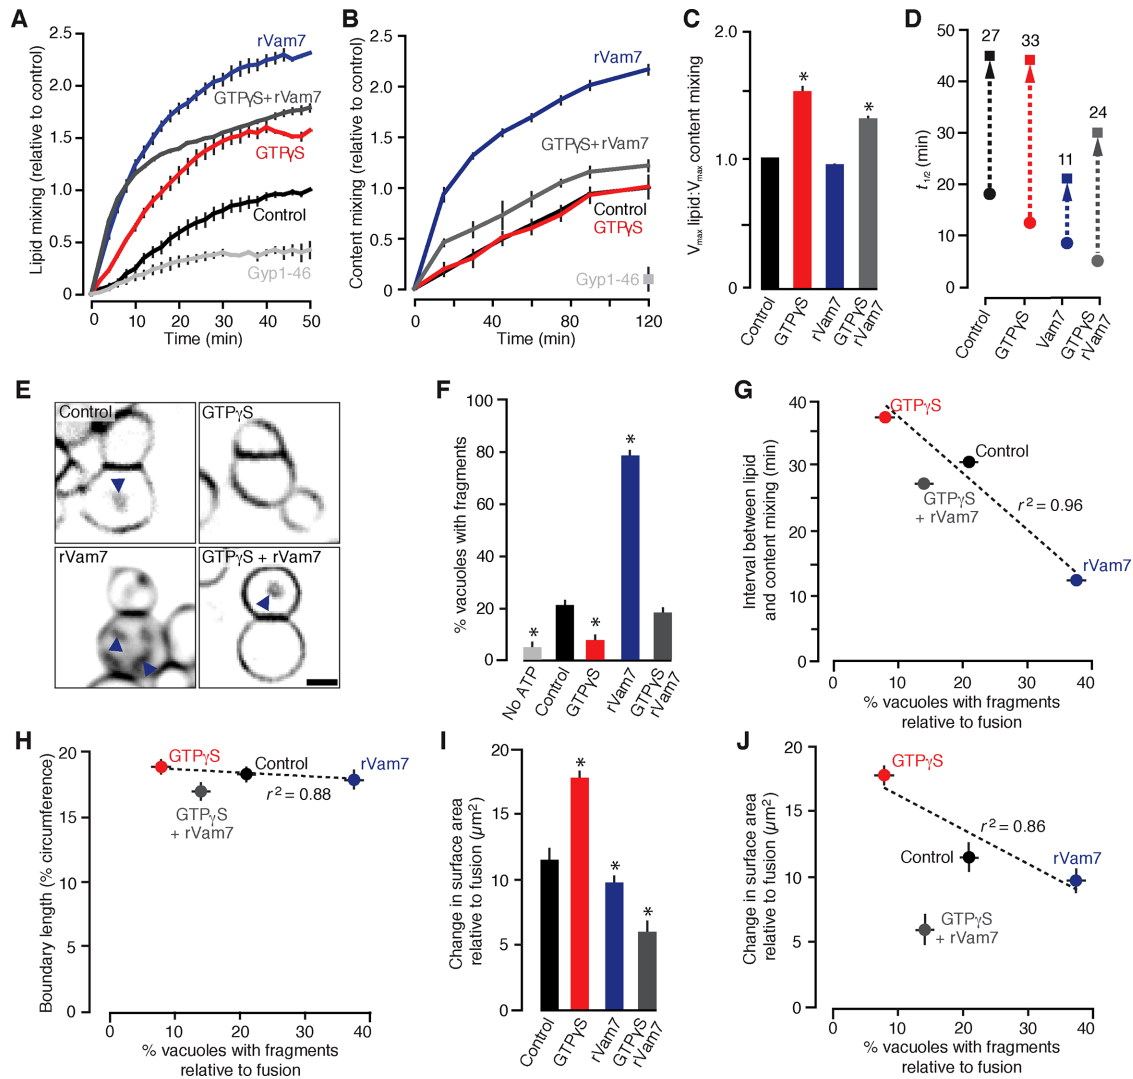 A
Lipid mixing (relative to control)
2.5
2.0
1.5
1.0
0.5
0
rVam7
GTPγS+rVam7
GTPγS
Control
Gyp1-46
0
10
20
30
40
50
Time (min)
B
Content mixing (relative to control)
2.5
2.0
1.5
1.0
0.5
0
rVam7
GTPγS+rVam7
Control
GTPγS
Gyp1-46
0
40
80
120
Time (min)
C
Vmax lipid:Vmax content mixing
2.0
1.0
0
*
*
Control
GTPγS
rVam7
GTPγS
rVam7
D
t1/2 (min)
50
40
30
20
10
0
27
33
11
24
Control
GTPγS
Vam7
GTPγS
rVam7
E
Control
GTPγS
rVam7
GTPγS + rVam7
F
% vacuoles with fragments
100
80
60
40
20
0
*
*
*
No ATP
Control
GTPγS
rVam7
GTPγS
rVam7
G
Interval between lipid
and content mixing (min)
40
30
20
15
10
0
GTPγS
Control
GTPγS
+ rVam7
r2 = 0.96
rVam7
0
10
20
30
40
% vacuoles with fragments
relative to fusion
H
Boundary length (% circumference)
20
15
10
5
0
GTPγS
Control
rVam7
r2 = 0.88
GTPγS
+ rVam7
0
10
20
30
40
% vacuoles with fragments
relative to fusion
I
Change in surface area
relative to fusion (µm2)
20
15
10
5
0
*
*
*
Control
GTPγS
rVam7
GTPγS
rVam7
J
Change in surface area
relative to fusion (µm2)
20
15
10
5
0
GTPγS
r2 = 0.86
Control
rVam7
GTPγS
+ rVam7
0
10
20
30
40
% vacuoles with fragments
relative to fusion